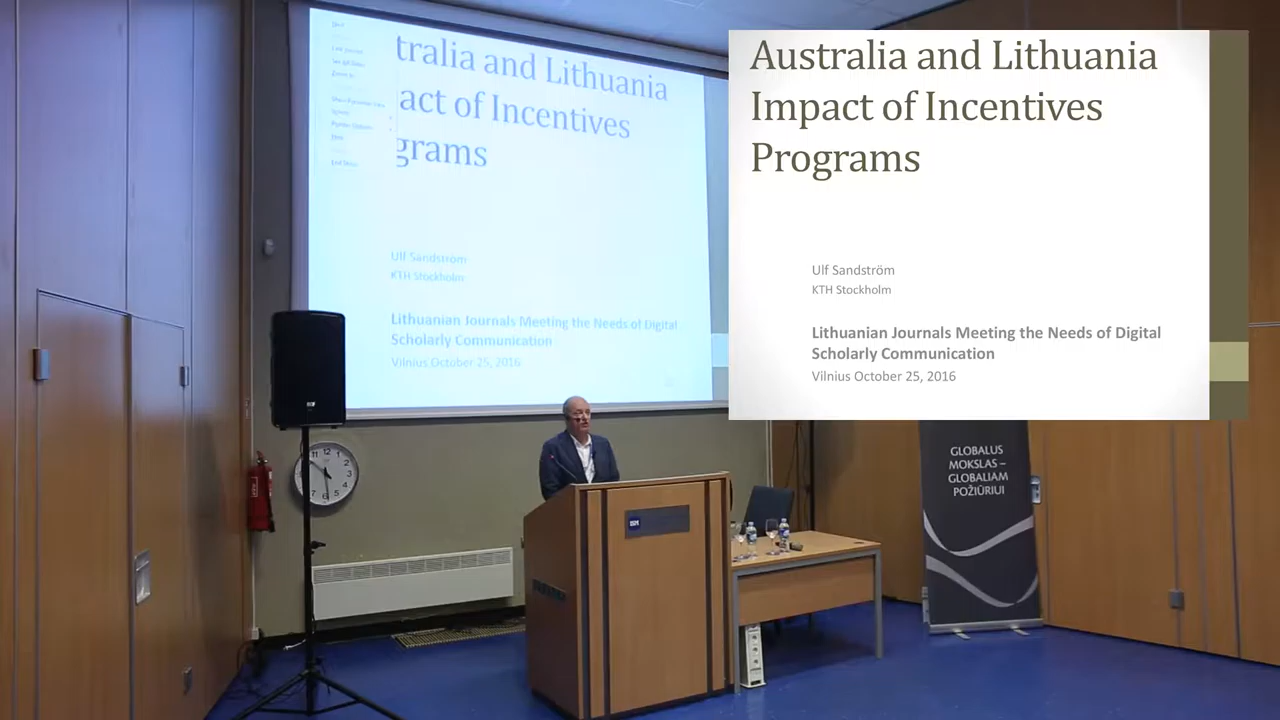 tralia and Lithuania
act of Incentives
grams
Ulf Sandström
KTH Stockholm
Lithuanian Journals Meeting the Needs of Digital
Scholarly Communication
Vilnius October 25, 2016
Australia and Lithuania
Impact of Incentives
Programs
Ulf Sandström
KTH Stockholm
Lithuanian Journals Meeting the Needs of Digital
Scholarly Communication
Vilnius October 25, 2016
GLOBALUS
MOKSLAS –
GLOBALIAM
POŽIŪRIUI
ISM